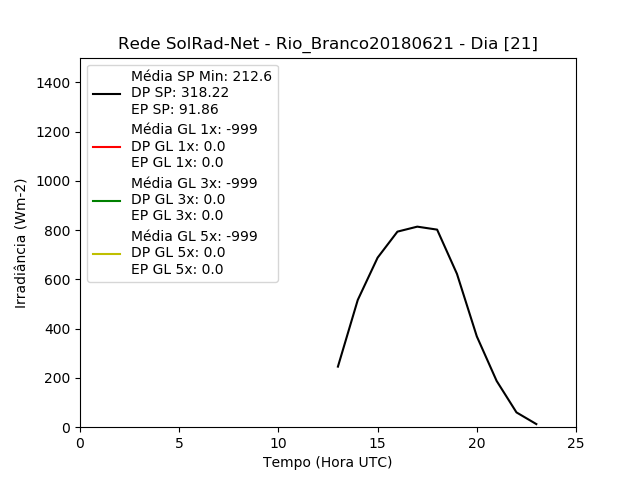 Rede SolRad-Net - Rio_Branco20180621 - Dia [21]
Média SP Min: 212.6
DP SP: 318.22
EP SP: 91.86
Média GL 1x: -999
DP GL 1x: 0.0
EP GL 1x: 0.0
Média GL 3x: -999
DP GL 3x: 0.0
EP GL 3x: 0.0
Média GL 5x: -999
DP GL 5x: 0.0
EP GL 5x: 0.0
1400
1200
1000
800
600
400
200
0
Irradiância (Wm-2)
0 5 10 15 20 25
Tempo (Hora UTC)